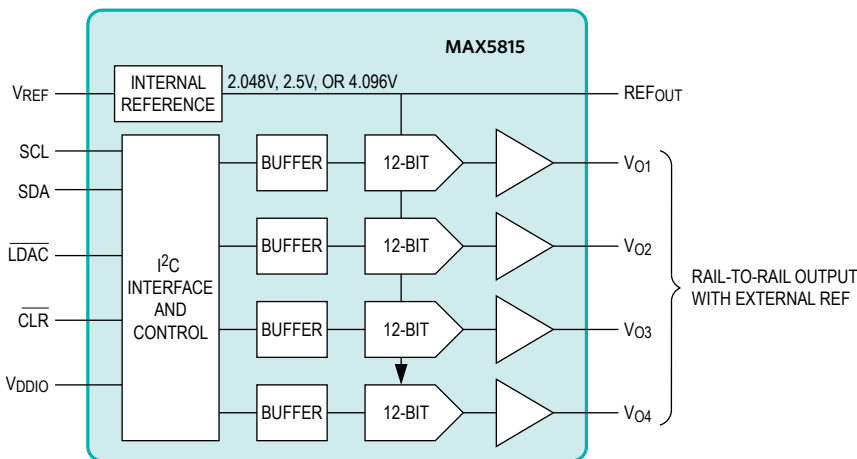 MAX5815
VREF
INTERNAL
REFERENCE
2.048V, 2.5V, OR 4.096V
REFOUT
SCL
SDA
LDAC
CLR
VDDIO
I2C
INTERFACE
AND
CONTROL
BUFFER
12-BIT
VO1
BUFFER
12-BIT
VO2
BUFFER
12-BIT
VO3
BUFFER
12-BIT
VO4
RAIL-TO-RAIL OUTPUT
WITH EXTERNAL REF